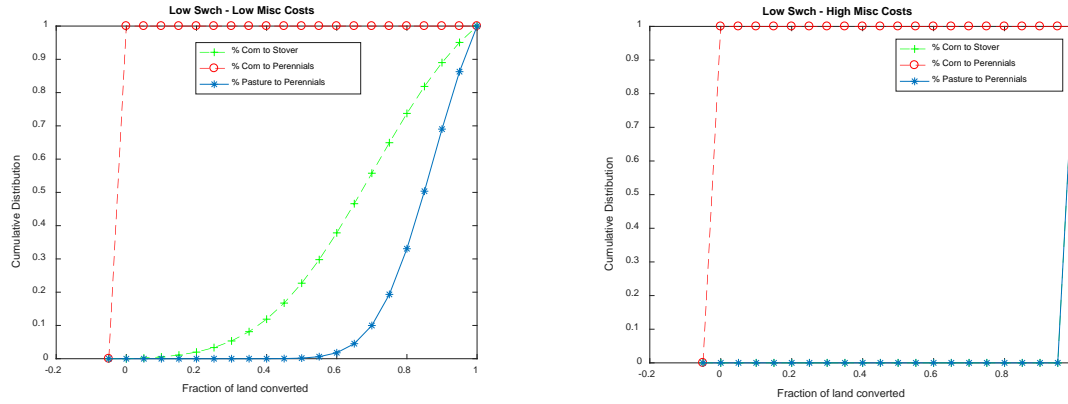 Low Swch - Low Misc Costs
1
0.9
0.8
0.7
0.6
0.5
0.4
0.3
0.2
0.1
0
Cumulative Distribution
% Corn to Stover
% Corn to Perennials
% Pasture to Perennials
-0.2 0 0.2 0.4 0.6 0.8 1
Fraction of land converted
Low Swch - High Misc Costs
1
0.9
0.8
0.7
0.6
0.5
0.4
0.3
0.2
0.1
0
Cumulative Distribution
% Corn to Stover
% Corn to Perennials
% Pasture to Perennials
-0.2 0 0.2 0.4 0.6 0.8
Fraction of land converted